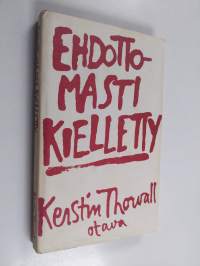 EHDOTTO-
MASTI
KIELLETTY
Kerstin Thorvall
otava